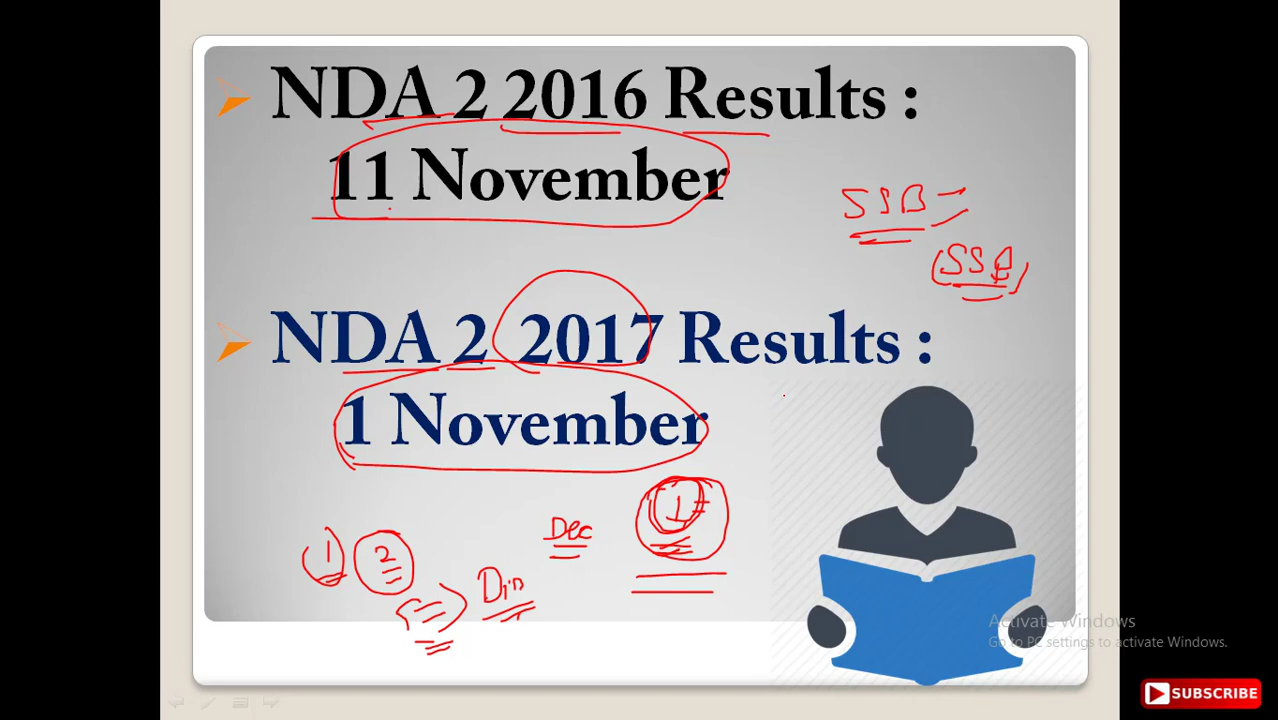 NDA 2 2016 Results :
11 November
SSB
(SSB)
NDA 2 2017 Results :
1 November
1
Dec
1 2
Din
Activate Windows
Go to PC settings to activate Windows.
SUBSCRIBE